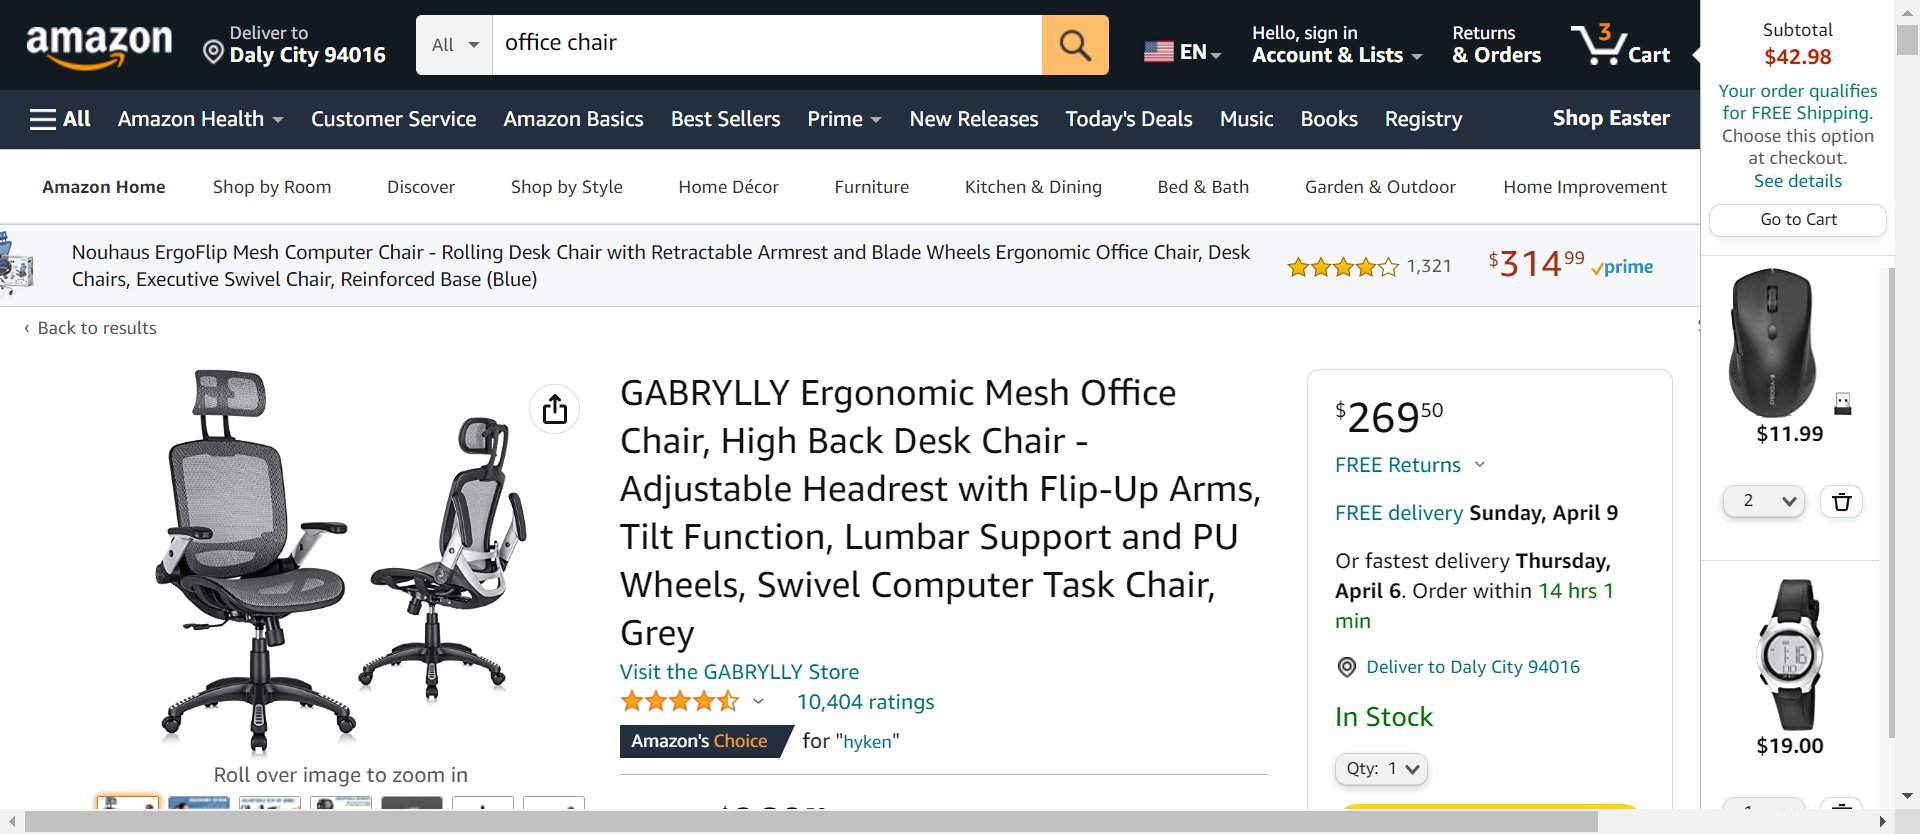 amazon
Deliver to
Daly City 94016
All
office chair
EN
Hello, sign in
Account & Lists
Returns
& Orders
3
Cart
All
Amazon Health
Customer Service
Amazon Basics
Best Sellers
Prime
New Releases
Today's Deals
Music
Books
Registry
Shop Easter
Amazon Home
Shop by Room
Discover
Shop by Style
Home Décor
Furniture
Kitchen & Dining
Bed & Bath
Garden & Outdoor
Home Improvement
Nouhaus ErgoFlip Mesh Computer Chair - Rolling Desk Chair with Retractable Armrest and Blade Wheels Ergonomic Office Chair, Desk
Chairs, Executive Swivel Chair, Reinforced Base (Blue)
1,321
$31499
prime
‹ Back to results
GABRYLLY Ergonomic Mesh Office
Chair, High Back Desk Chair -
Adjustable Headrest with Flip-Up Arms,
Tilt Function, Lumbar Support and PU
Wheels, Swivel Computer Task Chair,
Grey
Visit the GABRYLLY Store
10,404 ratings
Amazon's Choice
for "hyken"
Roll over image to zoom in
$26950
FREE Returns
FREE delivery Sunday, April 9
Or fastest delivery Thursday,
April 6. Order within 14 hrs 1
min
Deliver to Daly City 94016
In Stock
Qty: 1
Subtotal
$42.98
Your order qualifies
for FREE Shipping.
Choose this option
at checkout.
See details
Go to Cart
$11.99
2
1:16
$19.00